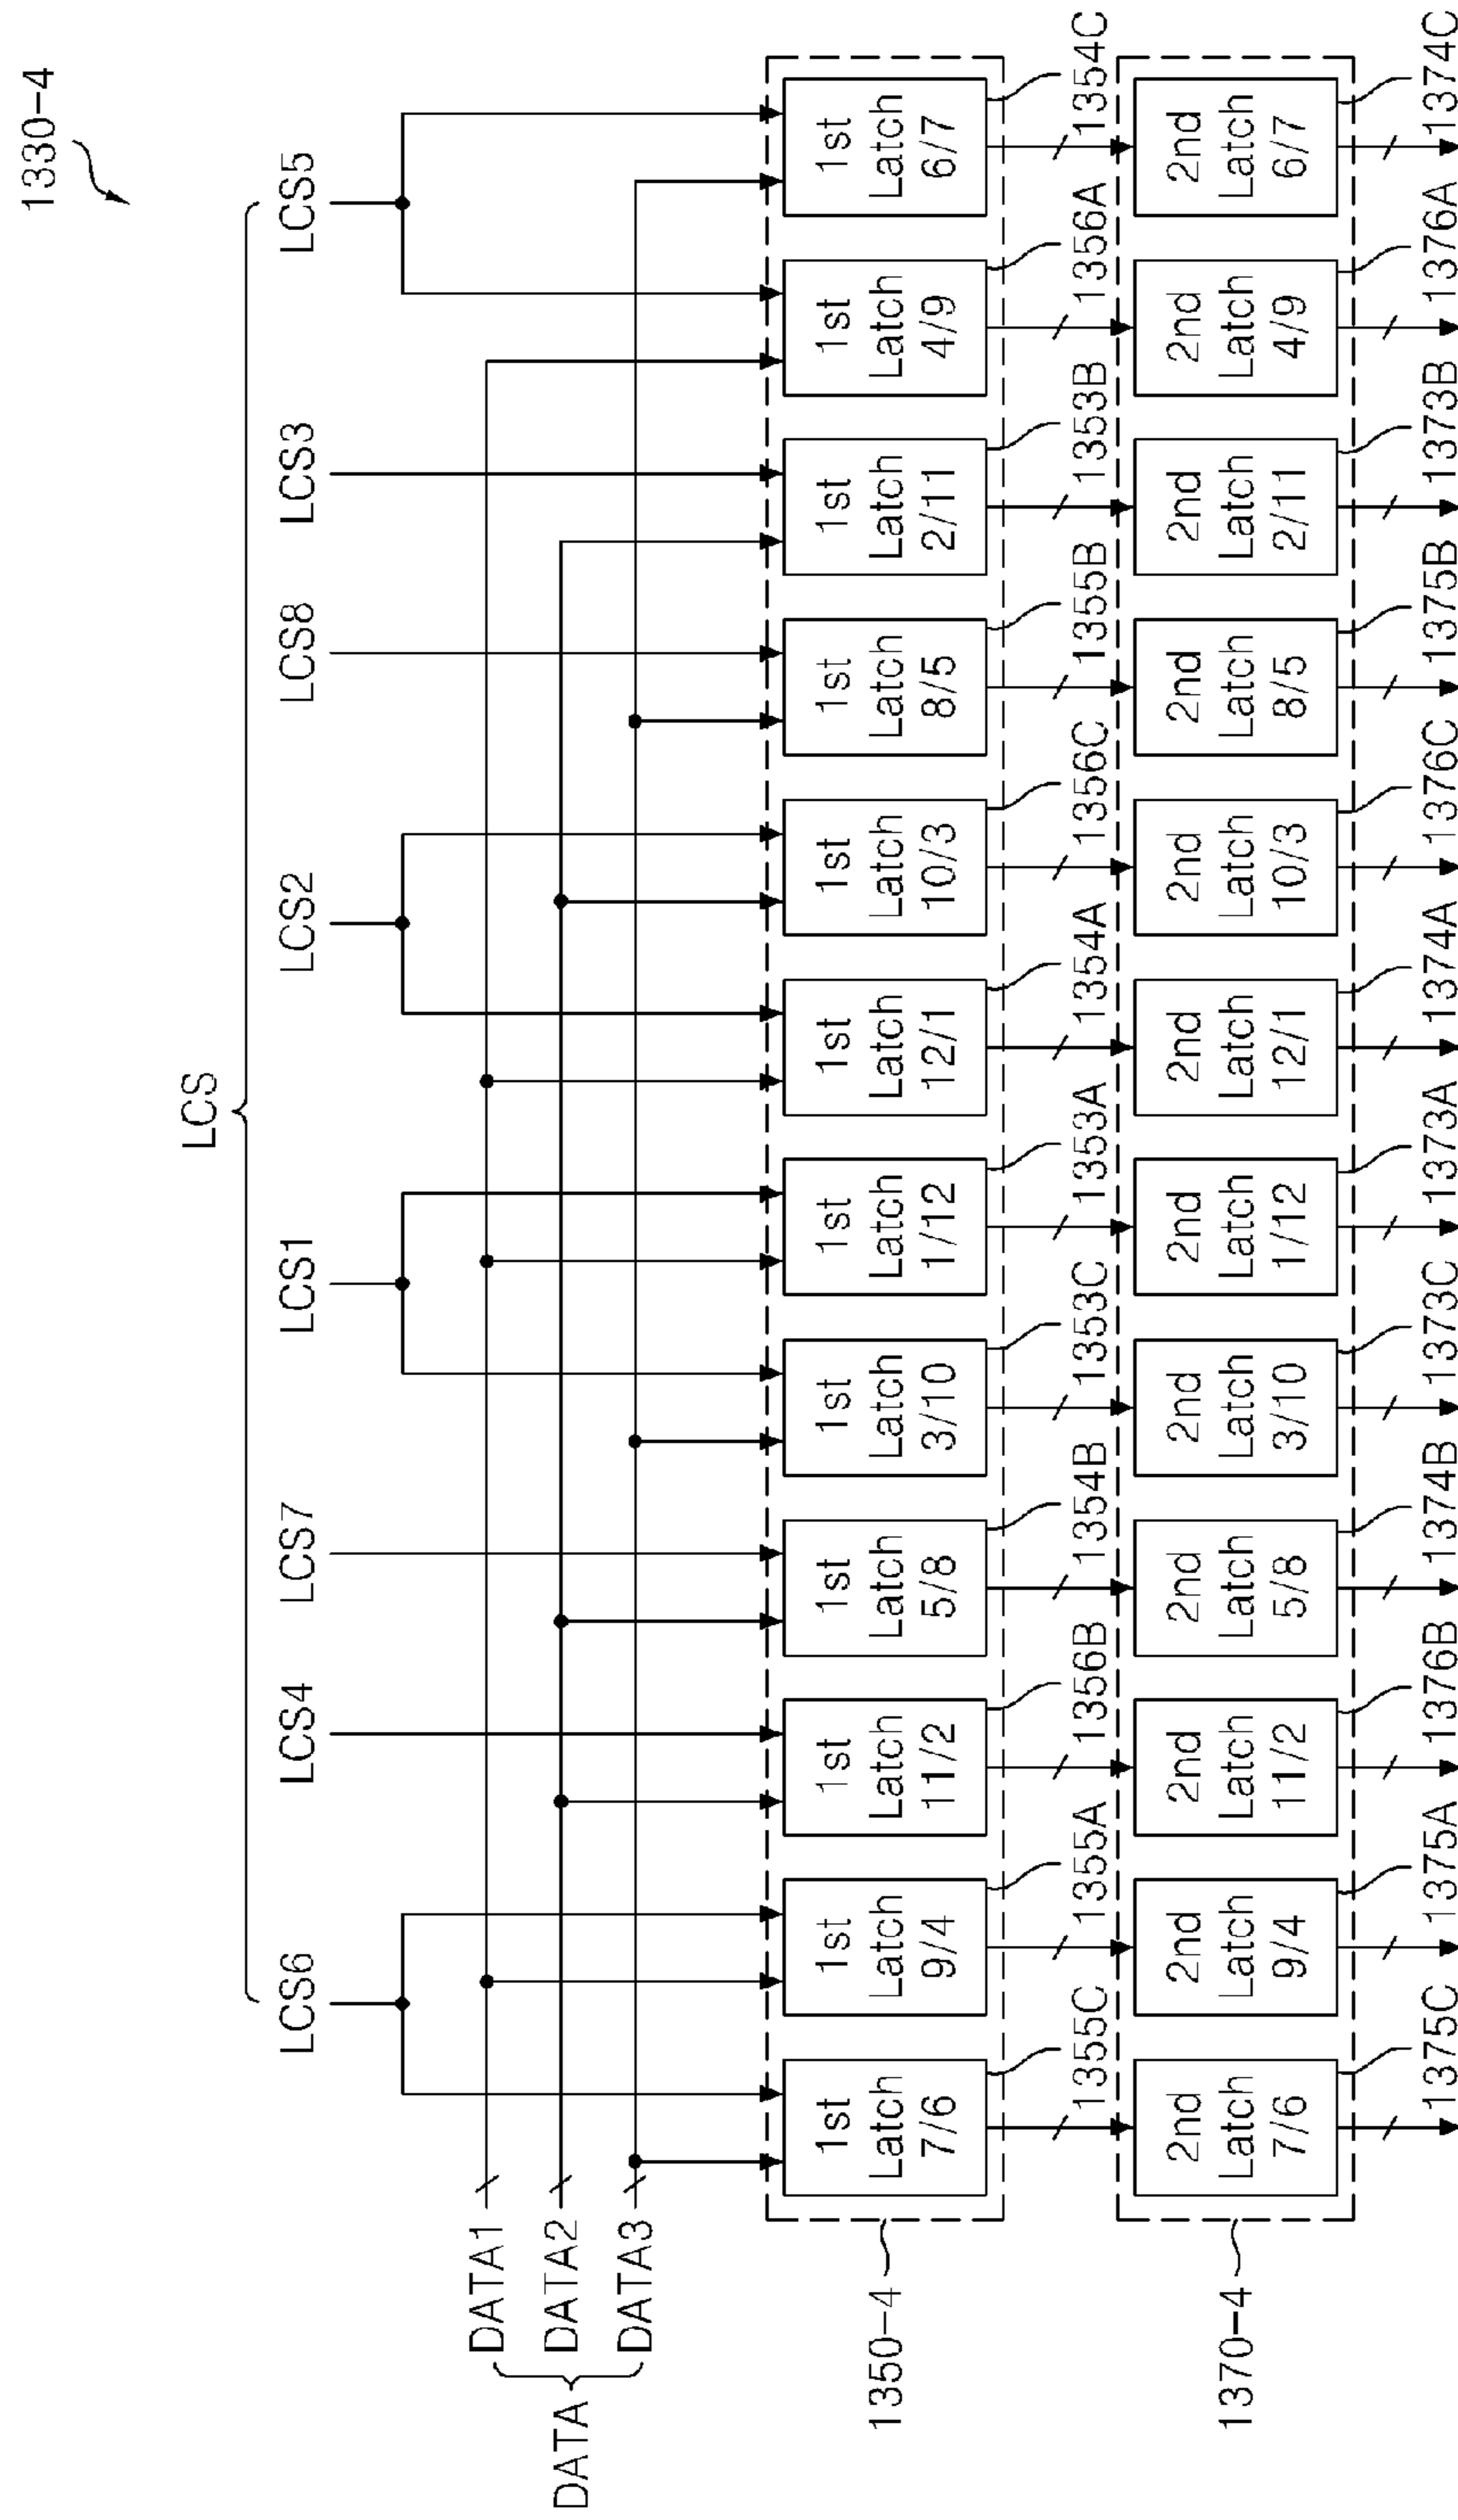 1330-4
LCS
LCS6
LCS4
LCS7
LCS1
LCS2
LCS8
LCS3
LCS5
DATA
DATA1
DATA2
DATA3
1350-4
1st
Latch
7/6
1st
Latch
9/4
1st
Latch
11/2
1st
Latch
5/8
1st
Latch
3/10
1st
Latch
1/12
1st
Latch
12/1
1st
Latch
10/3
1st
Latch
8/5
1st
Latch
2/11
1st
Latch
4/9
1st
Latch
6/7
1355C
1355A
1356B
1354B
1353C
1353A
1354A
1356C
1355B
1353B
1356A
1354C
1370-4
2nd
Latch
7/6
2nd
Latch
9/4
2nd
Latch
11/2
2nd
Latch
5/8
2nd
Latch
3/10
2nd
Latch
1/12
2nd
Latch
12/1
2nd
Latch
10/3
2nd
Latch
8/5
2nd
Latch
2/11
2nd
Latch
4/9
2nd
Latch
6/7
1375C
1375A
1376B
1374B
1373C
1373A
1374A
1376C
1375B
1373B
1376A
1374C